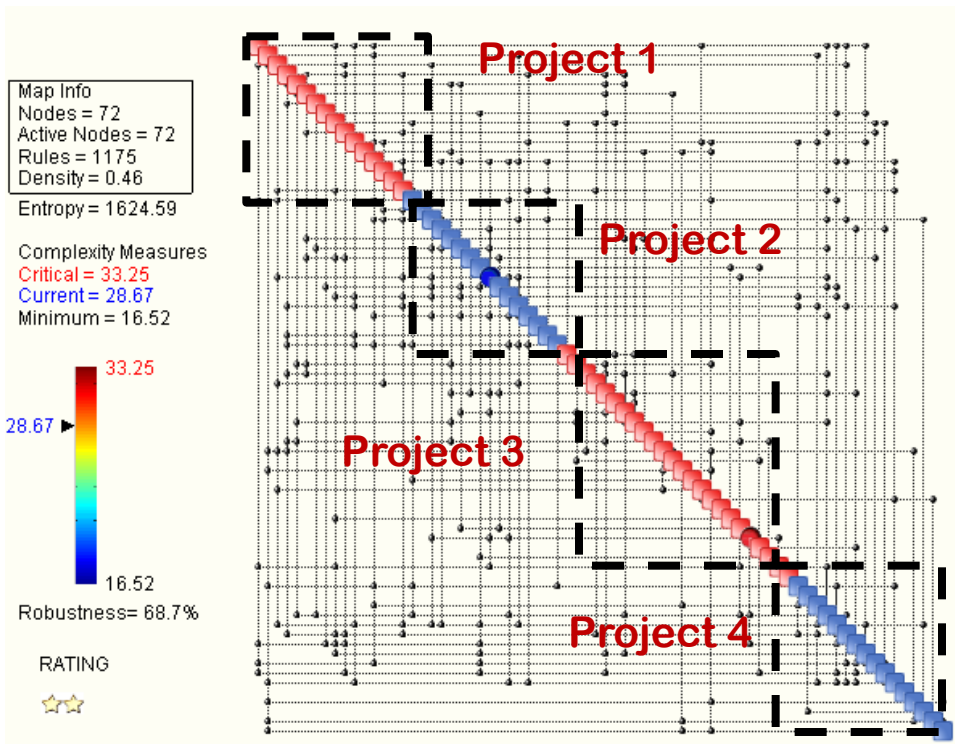 Project 1
Map Info
Nodes = 72
Active Nodes = 72
Rules = 1175
Density = 0.46
Entropy = 1624.59
Project 2
Complexity Measures
Critical = 33.25
Current = 28.67
Minimum = 16.52
33.25
28.67
Project 3
16.52
Robustness= 68.7%
Project 4
RATING